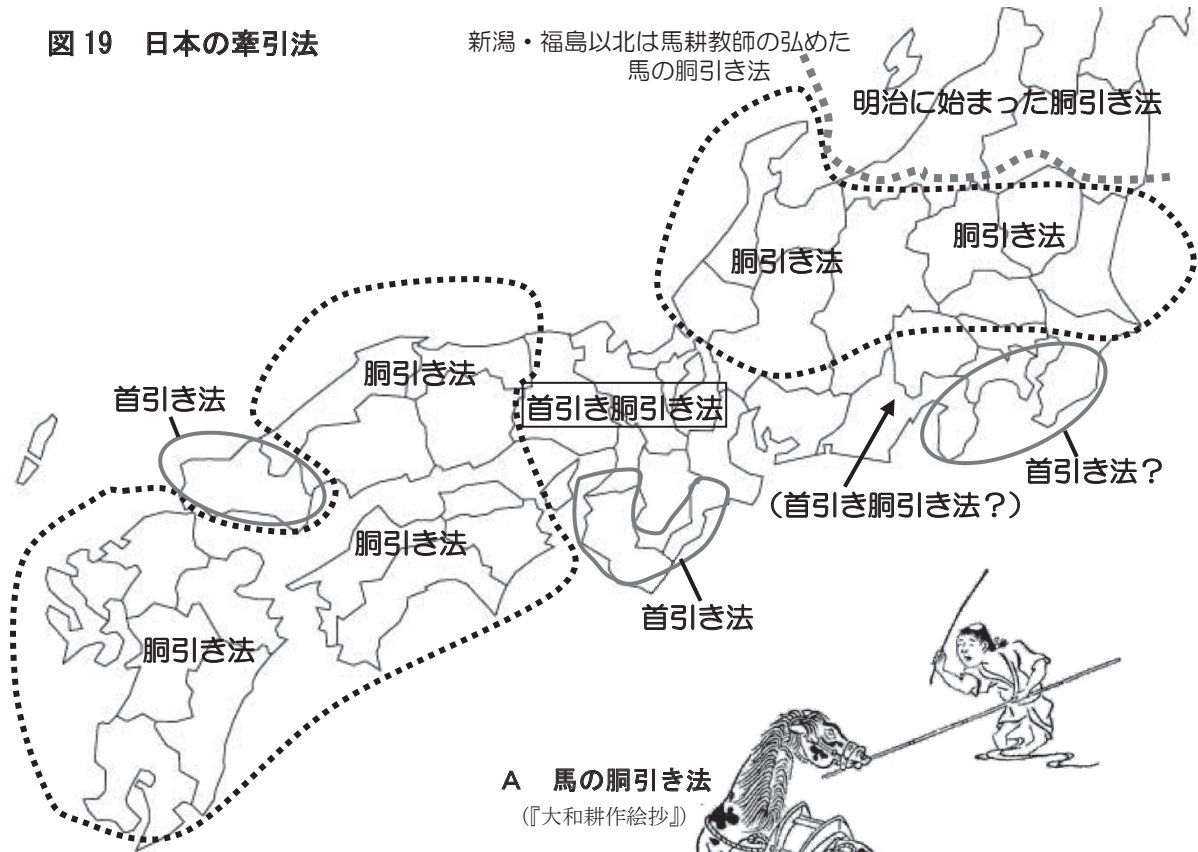 図19　日本の牽引法
新潟・福島以北は馬耕教師の弘めた
馬の胴引き法
明治に始まった胴引き法
胴引き法
胴引き法
胴引き法
首引き法
首引き胴引き法
首引き法？
（首引き胴引き法？）
胴引き法
首引き法
胴引き法
A　馬の胴引き法
（『大和耕作絵抄』）